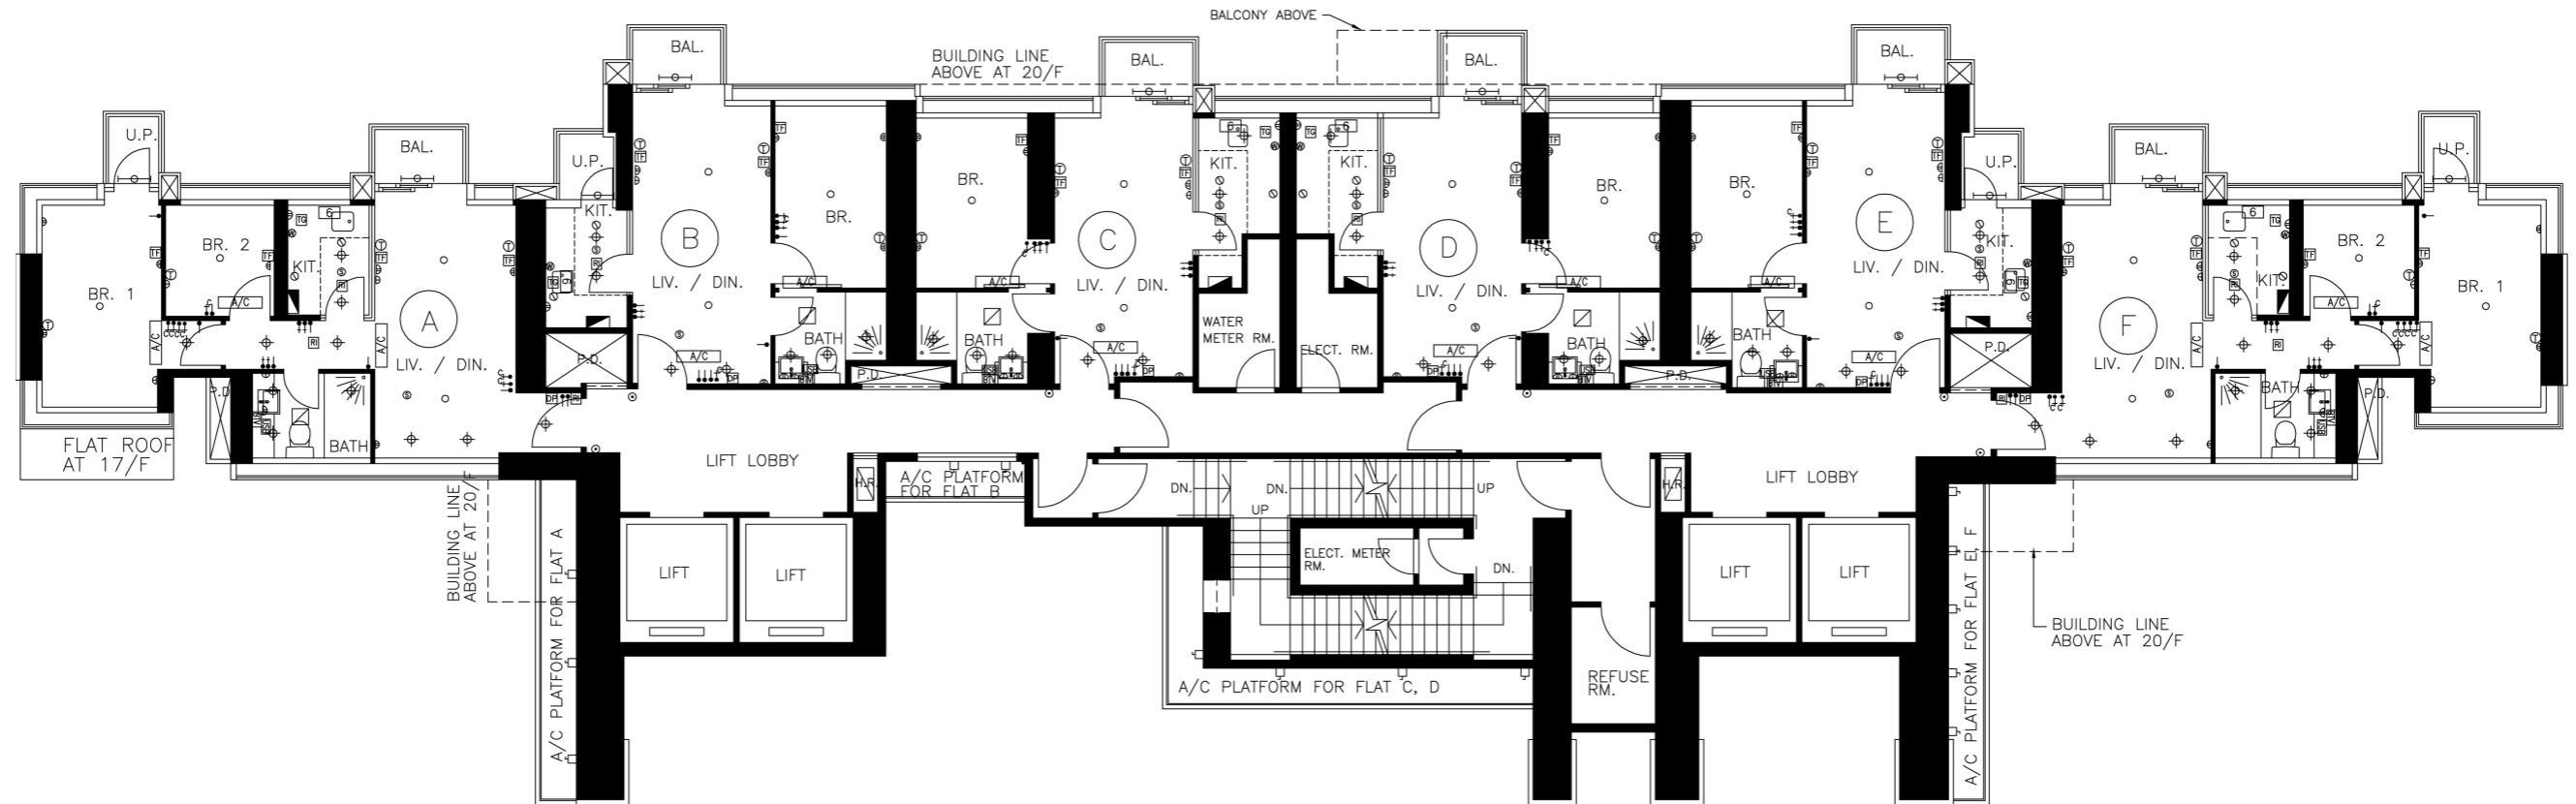 BALCONY ABOVE
BUILDING LINE
ABOVE AT 20/F
BAL.
BAL.
BAL.
BAL.
U.P.
BAL.
U.P.
U.P.
BAL.
U.P.
BR. 1
BR. 2
KIT.
A
LIV. / DIN.
BATH
P.D.
A/C
A/C
A/C
FLAT ROOF
AT 17/F
KIT.
B
LIV. / DIN.
BR.
BATH
P.D.
P.D.
A/C
A/C
BR.
C
LIV. / DIN.
KIT.
BATH
A/C
A/C
WATER
METER RM.
ELECT. RM.
KIT.
D
LIV. / DIN.
BR.
BATH
P.D.
A/C
A/C
BR.
E
LIV. / DIN.
KIT.
BATH
P.D.
A/C
A/C
F
LIV. / DIN.
KIT.
BR. 2
BR. 1
BATH
P.D.
A/C
A/C
A/C
LIFT LOBBY
H.R.
A/C PLATFORM
FOR FLAT B
DN.
DN.
UP
UP
DN.
ELECT. METER
RM.
H.R.
LIFT LOBBY
LIFT
LIFT
LIFT
LIFT
BUILDING LINE
ABOVE AT 20/F
A/C PLATFORM FOR FLAT A
A/C PLATFORM FOR FLAT C, D
REFUSE
RM.
A/C PLATFORM FOR FLAT E, F
BUILDING LINE
ABOVE AT 20/F